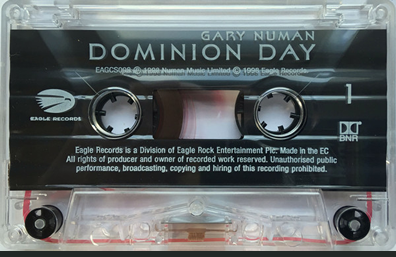 GARY NUMAN
DOMINION DAY
EAGCS008 ℗ 1998 Numan Music Limited © 1998 Eagle Records
1
EAGLE RECORDS
BNR
Eagle Records is a Division of Eagle Rock Entertainment Plc. Made in the EC
All rights of producer and owner of recorded work reserved. Unauthorised public
performance, broadcasting, copying and hiring of this recording prohibited.